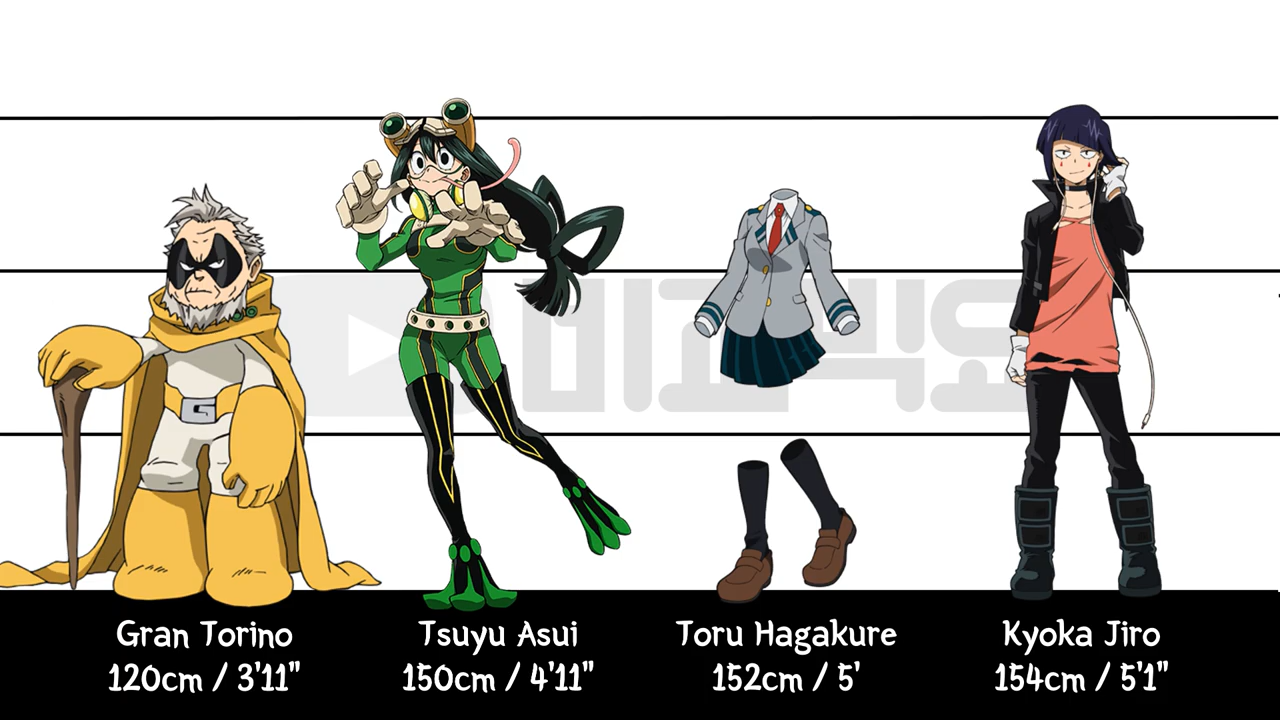 Gran Torino
120cm / 3'11"
Tsuyu Asui
150cm / 4'11"
Toru Hagakure
152cm / 5'
Kyoka Jiro
154cm / 5'1"
G